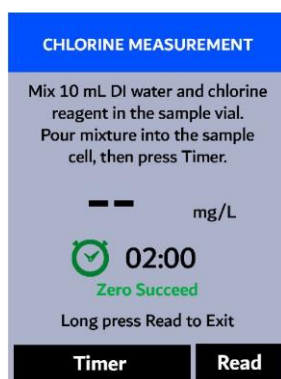 CHLORINE MEASUREMENT
Mix 10 mL DI water and chlorine
reagent in the sample vial.
Pour mixture into the sample
cell, then press Timer.
-- mg/L
02:00
Zero Succeed
Long press Read to Exit
Timer Read